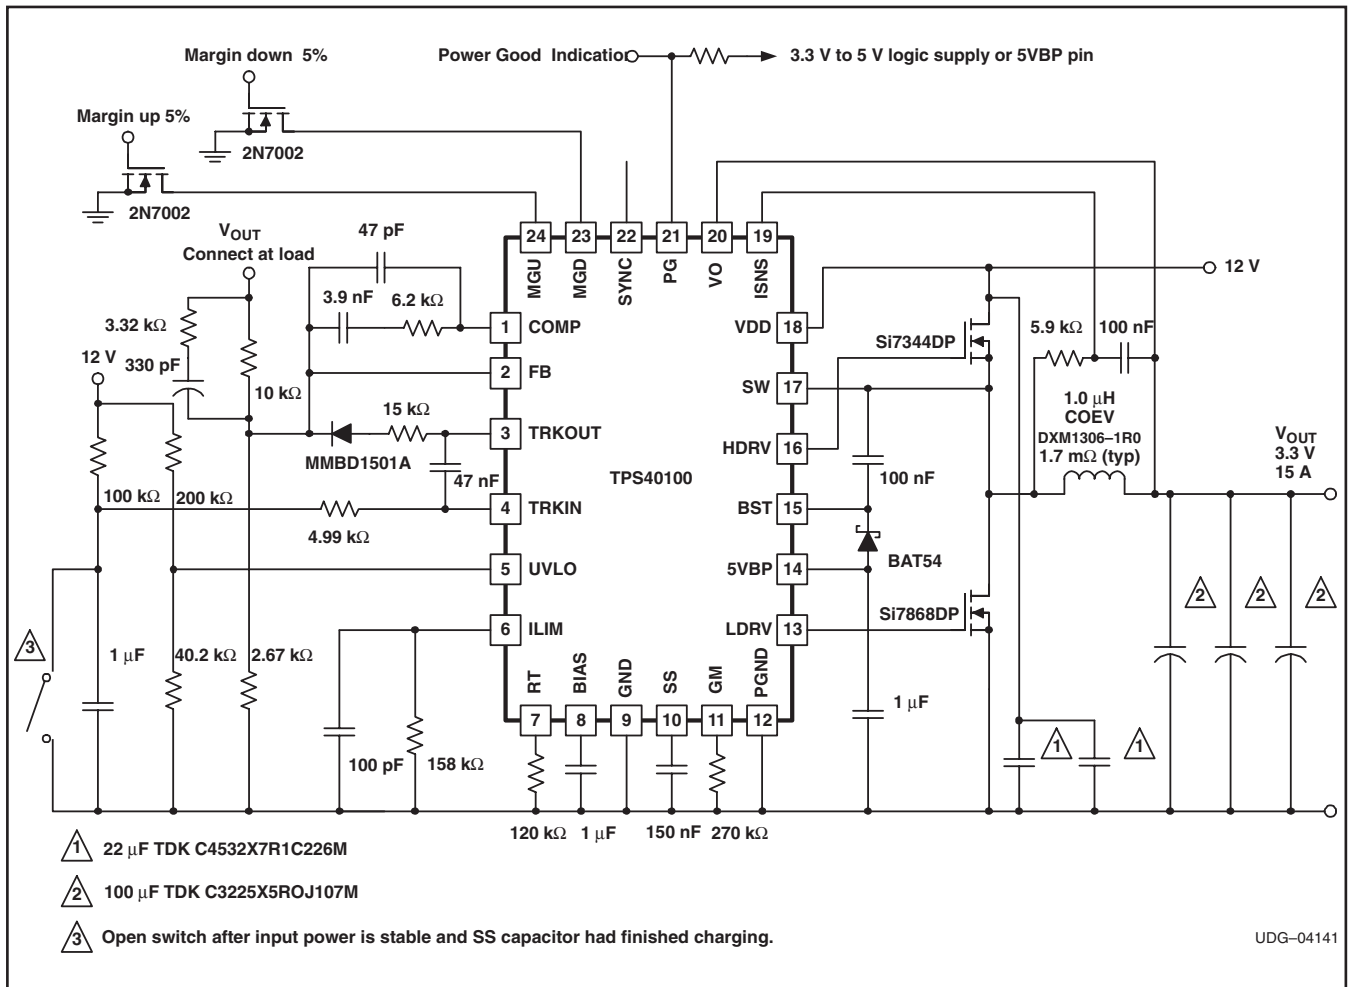 Margin down 5%
Power Good Indication
3.3 V to 5 V logic supply or 5VBP pin
Margin up 5%
2N7002
2N7002
VOUT
Connect at load
47 pF
24
23
22
21
20
19
MGU
MGD
SYNC
PG
VO
ISNS
12 V
3.9 nF
6.2 kΩ
3.32 kΩ
1
COMP
VDD
18
Si7344DP
5.9 kΩ
100 nF
12 V
330 pF
2
FB
SW
17
10 kΩ
15 kΩ
1.0 µH
COEV
DXM1306–1R0
1.7 mΩ (typ)
3
TRKOUT
HDRV
16
VOUT
3.3 V
15 A
MMBD1501A
47 nF
TPS40100
100 nF
100 kΩ
200 kΩ
4
TRKIN
BST
15
4.99 kΩ
BAT54
5
UVLO
5VBP
14
2
2
2
Si7868DP
6
ILIM
LDRV
13
3
1 µF
40.2 kΩ
2.67 kΩ
RT
BIAS
GND
SS
GM
PGND
1 µF
7
8
9
10
11
12
1
1
100 pF
158 kΩ
120 kΩ
1 µF
150 nF
270 kΩ
1 22 µF TDK C4532X7R1C226M
2 100 µF TDK C3225X5ROJ107M
3 Open switch after input power is stable and SS capacitor had finished charging.
UDG–04141